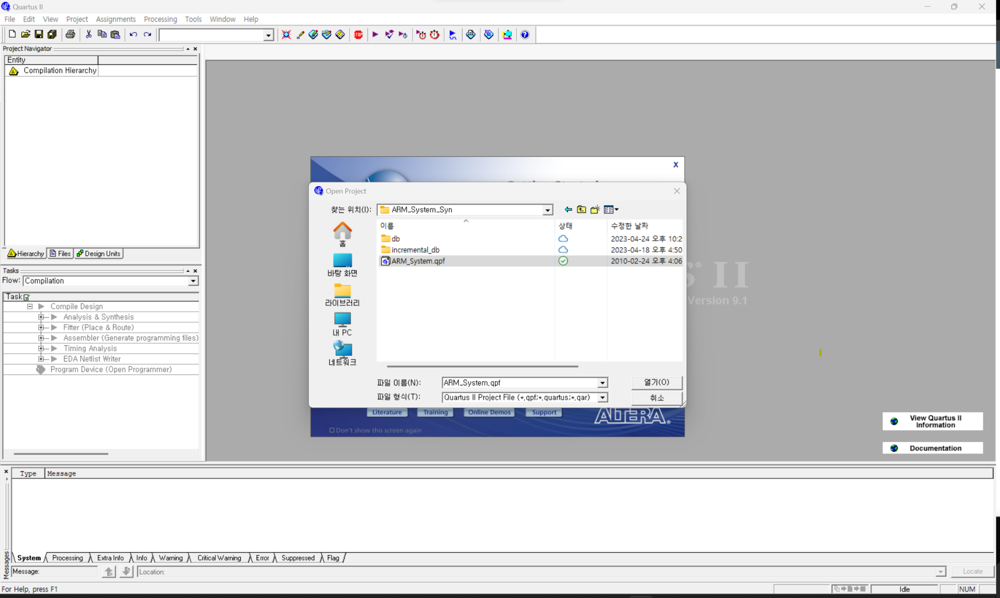 Quartus II
File Edit View Project Assignments Processing Tools Window Help
STOP
Project Navigator
Entity
Compilation Hierarchy
Hierarchy Files Design Units
Tasks
Flow: Compilation
Task
Compile Design
Analysis & Synthesis
Fitter (Place & Route)
Assembler (Generate programming files)
Timing Analysis
EDA Netlist Writer
Program Device (Open Programmer)
X
Open Project
찾는 위치(I): ARM_System_Syn
이름 상태 수정한 날짜
db 2023-04-24 오후 10:2
incremental_db 2023-04-18 오후 4:50
ARM_System.qpf 2010-02-24 오후 4:06
홈
바탕 화면
라이브러리
내 PC
네트워크
파일 이름(N): ARM_System.qpf 열기(O)
파일 형식(T): Quartus II Project File (*.qpf;*.quartus;*.qar) 취소
II
Version 9.1
Literature Training Online Demos Support
ALTERA
Don't show this screen again
View Quartus II
Information
Documentation
Type Message
System Processing Extra Info Info Warning Critical Warning Error Suppressed Flag
Messages
Message: Location: Locate
For Help, press F1 Idle NUM